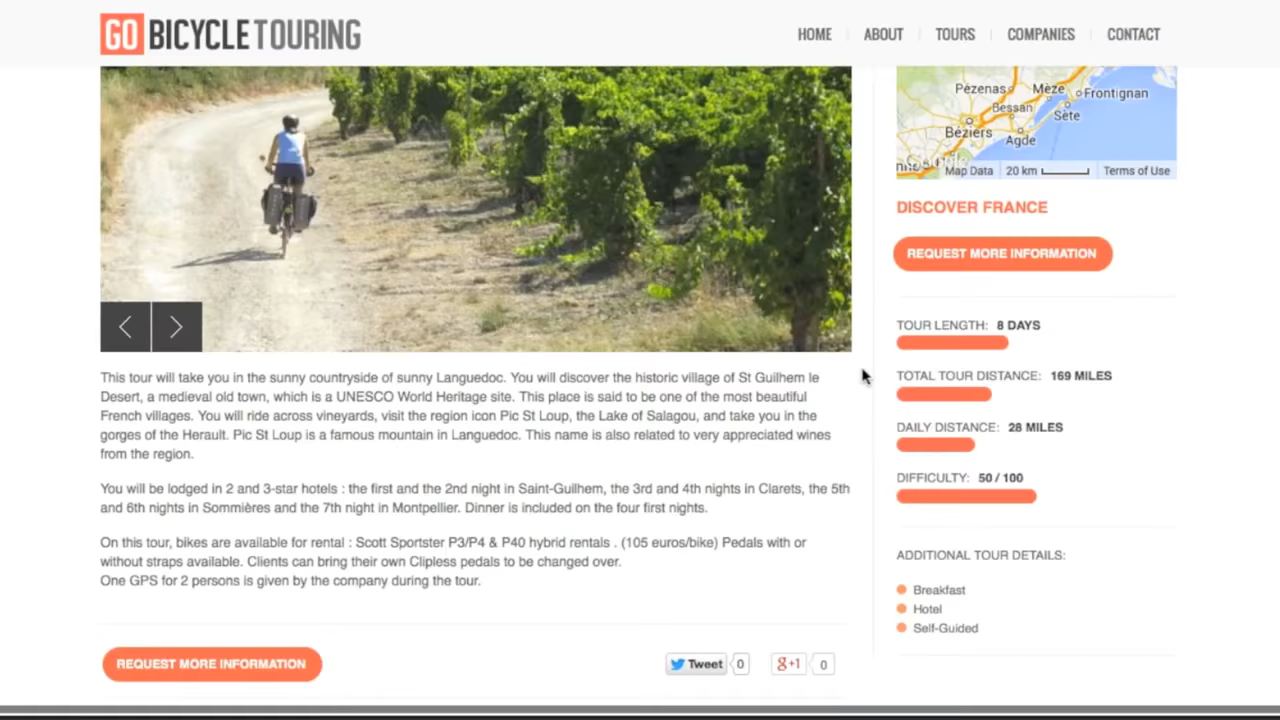 GO BICYCLETOURING
HOME
ABOUT
TOURS
COMPANIES
CONTACT
Pézenas
Mèze
Frontignan
Bessan
Sète
Béziers
Agde
Map Data
20 km
Terms of Use
DISCOVER FRANCE
REQUEST MORE INFORMATION
TOUR LENGTH: 8 DAYS
TOTAL TOUR DISTANCE: 169 MILES
DAILY DISTANCE: 28 MILES
DIFFICULTY: 50 / 100
ADDITIONAL TOUR DETAILS:
Breakfast
Hotel
Self-Guided
This tour will take you in the sunny countryside of sunny Languedoc. You will discover the historic village of St Guilhem le
Desert, a medieval old town, which is a UNESCO World Heritage site. This place is said to be one of the most beautiful
French villages. You will ride across vineyards, visit the region icon Pic St Loup, the Lake of Salagou, and take you in the
gorges of the Herault. Pic St Loup is a famous mountain in Languedoc. This name is also related to very appreciated wines
from the region.
You will be lodged in 2 and 3-star hotels : the first and the 2nd night in Saint-Guilhem, the 3rd and 4th nights in Clarets, the 5th
and 6th nights in Sommières and the 7th night in Montpellier. Dinner is included on the four first nights.
On this tour, bikes are available for rental : Scott Sportster P3/P4 & P40 hybrid rentals . (105 euros/bike) Pedals with or
without straps available. Clients can bring their own Clipless pedals to be changed over.
One GPS for 2 persons is given by the company during the tour.
REQUEST MORE INFORMATION
Tweet 0
g+1 0